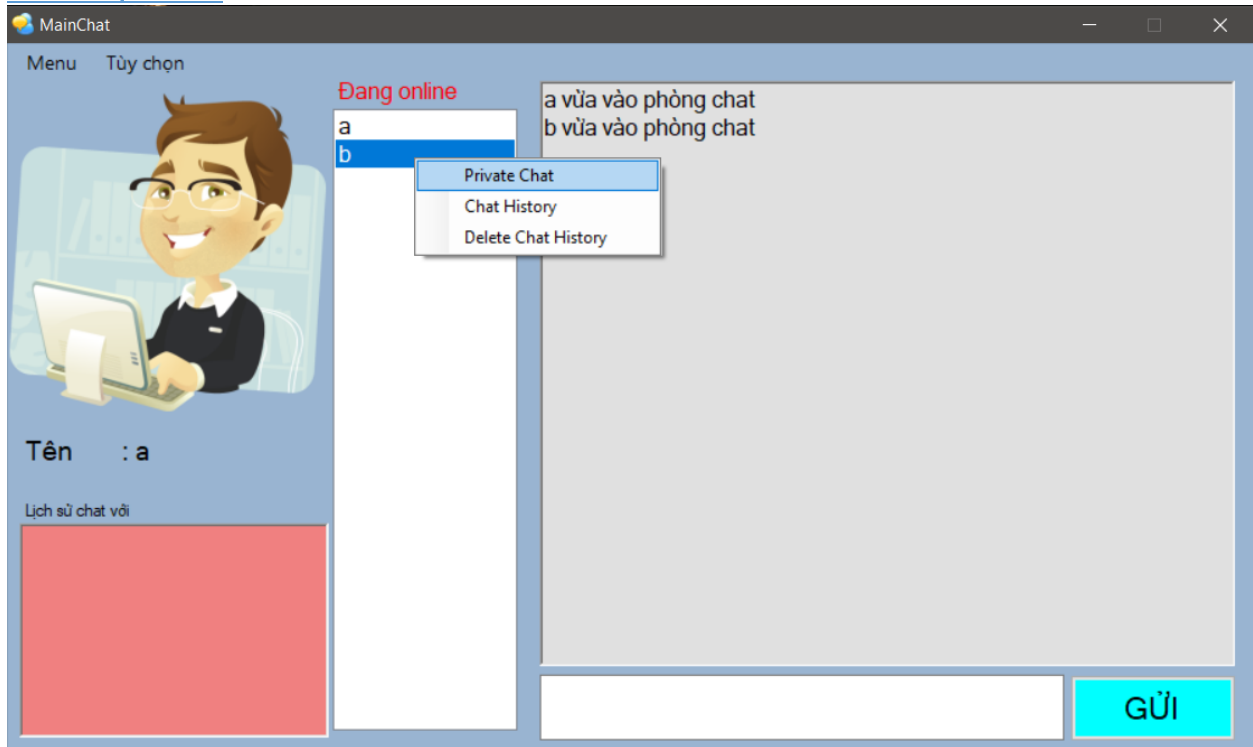 MainChat
Menu Tùy chọn
Đang online
a
b
Private Chat
Chat History
Delete Chat History
a vừa vào phòng chat
b vừa vào phòng chat
Tên : a
Lịch sử chat với
GỬI